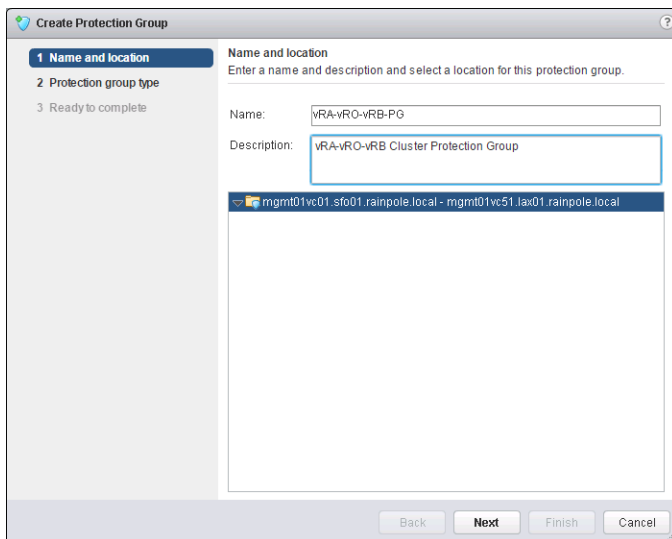 Create Protection Group
?
1 Name and location
2 Protection group type
3 Ready to complete
Name and location
Enter a name and description and select a location for this protection group.
Name:
vRA-vRO-vRB-PG
Description:
vRA-vRO-vRB Cluster Protection Group
mgmt01vc01.sfo01.rainpole.local - mgmt01vc51.lax01.rainpole.local
Back
Next
Finish
Cancel